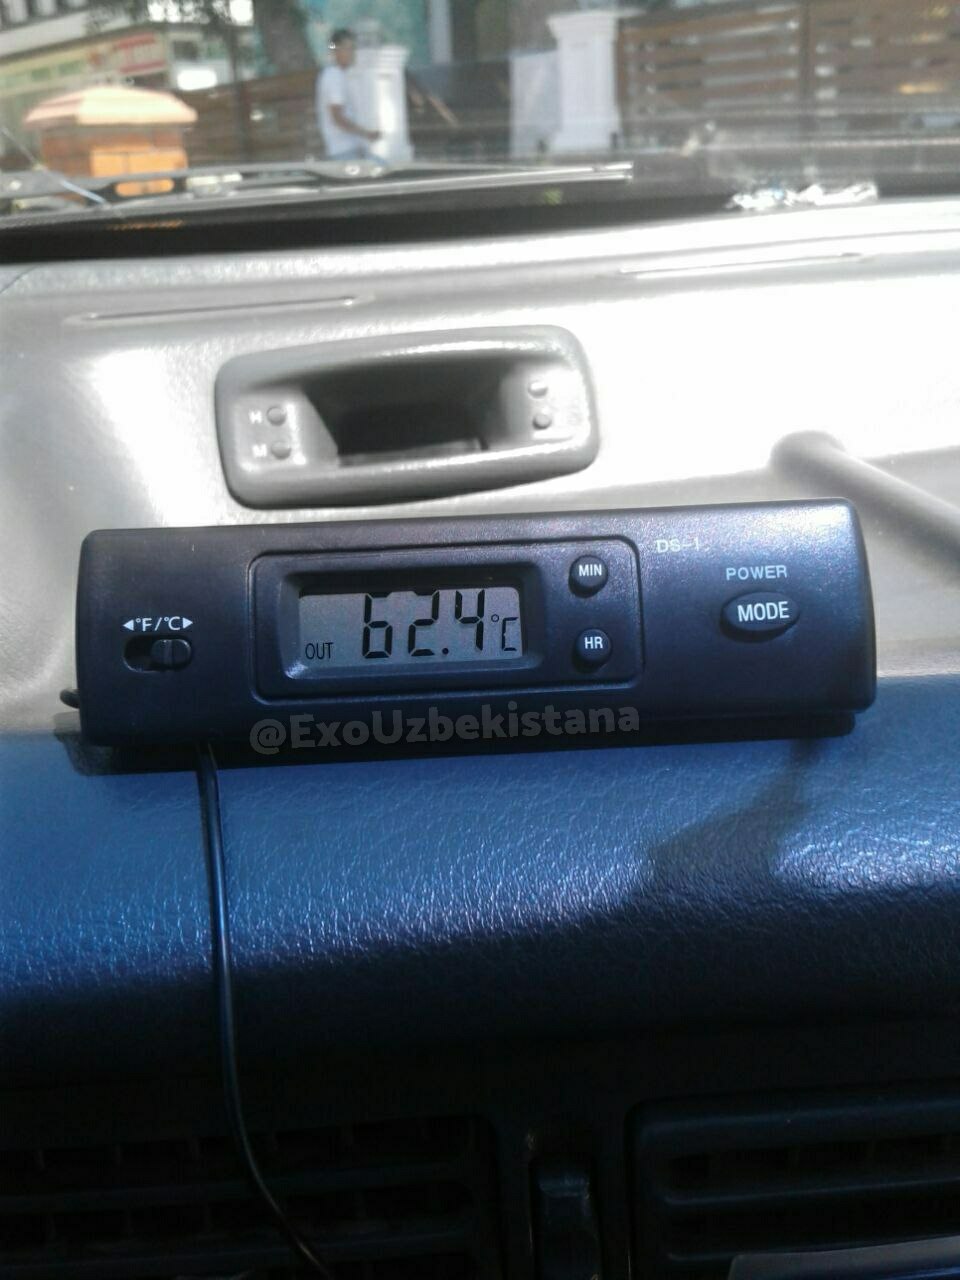 H
M
DS-1
POWER
MODE
MIN
HR
◀°F/°C▶
OUT 62.4°C
@ExoUzbekistana